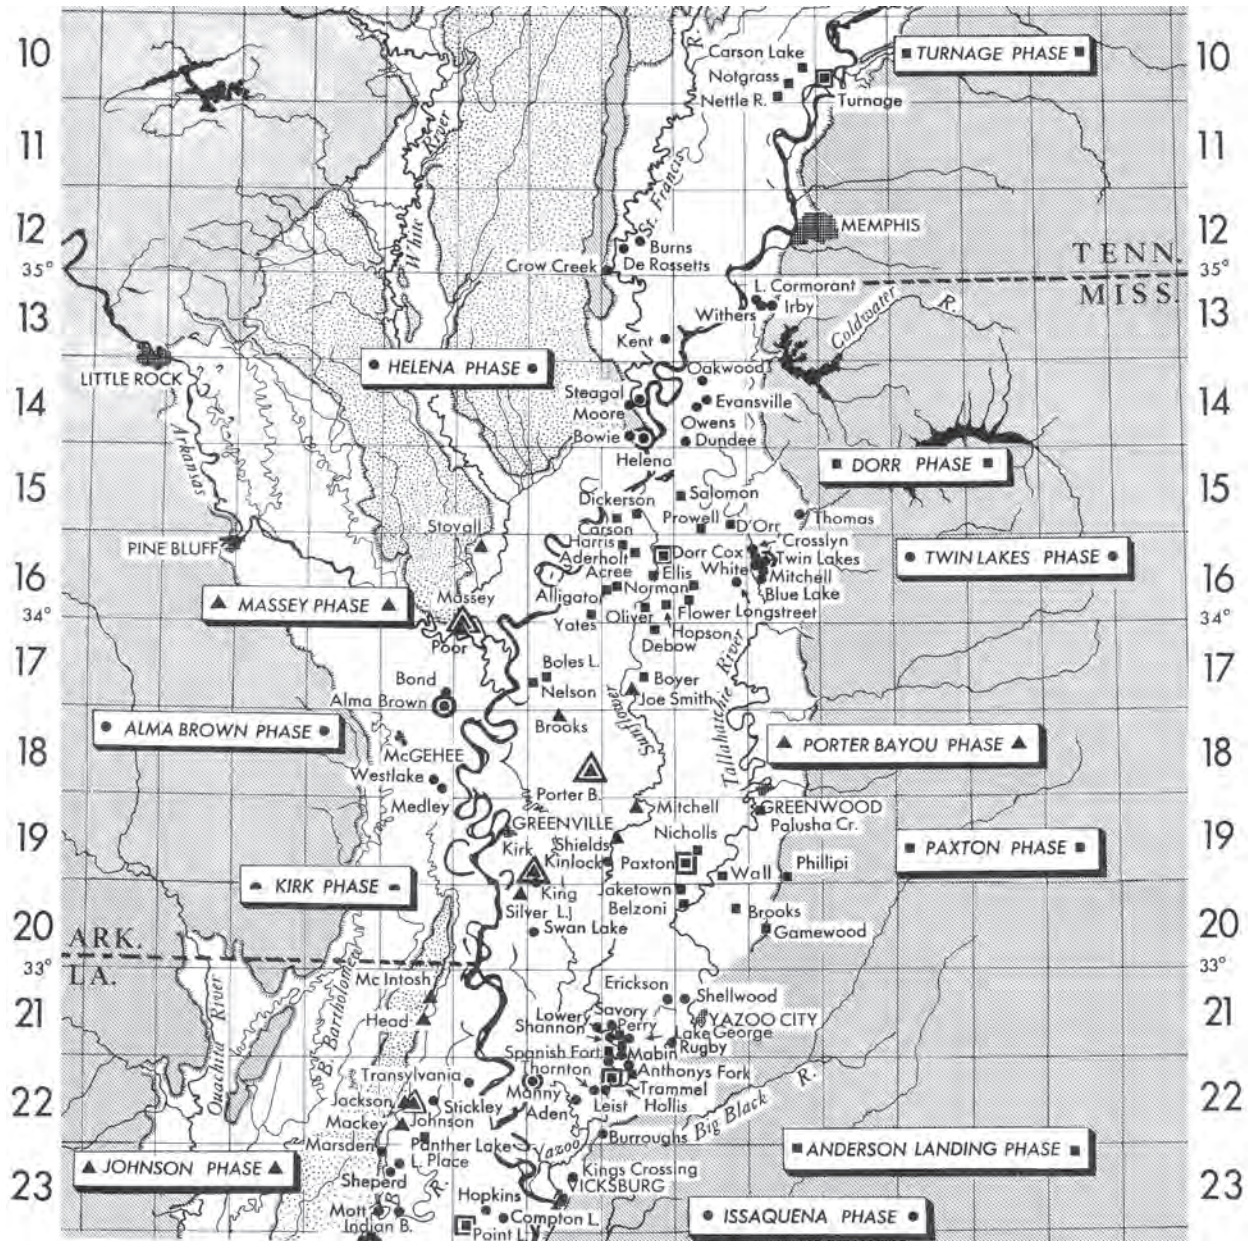 10
R.
Carson Lake
TURNAGE PHASE
10
Notgrass
Nettle R.
Turnage
11
River
11
St. Francis
12
White
MEMPHIS
12
Burns
De Rossetts
TENN.
35°
Crow Creek
35°
MISS.
L. Cormorant
13
Withers
Irby
Coldwater
R.
13
Kent
LITTLE ROCK
? ?
HELENA PHASE
Oakwood
14
Steagal
Evansville
14
Moore
Owens
Bowie
Dundee
Arkansas
Helena
DORR PHASE
15
Salomon
15
Dickerson
Prowell
D'Orr
Thomas
Stovall
Carson
PINE BLUFF
Harris
Crosslyn
Aderholt
Dorr Cox
Twin Lakes
TWIN LAKES PHASE
16
Acree
Ellis
White
Mitchell
16
MASSEY PHASE
Massey
Alligator
Norman
Blue Lake
34°
Oliver
Flower
Longstreet
34°
Poor
Yates
Hopson
Debow
17
Boles L.
River
17
Bond
Nelson
Boyer
Alma Brown
Joe Smith
ALMA BROWN PHASE
Brooks
Sunflower
Tallahatchie
18
McGEHEE
PORTER BAYOU PHASE
18
Westlake
Porter B.
Medley
Mitchell
GREENWOOD
GREENVILLE
Palusha Cr.
19
Nicholls
19
Kirk
Shields
PAXTON PHASE
Kinlock
Paxton
Wall
Phillipi
KIRK PHASE
King
Jaketown
Silver L.
Belzoni
Brooks
20
Swan Lake
Gamewood
20
ARK.
33°
33°
LA.
B. Bartholomew
Mc Intosh
Erickson
Shellwood
21
Ouachita River
Head
Lowery
Savory
YAZOO CITY
21
Shannon
Perry
Lake George
Rugby
Spanish Fort
Mabin
Thornton
Anthonys Fork
Transylvania
Manny
Trammel
R.
22
Jackson
Stickley
Aden
Leist
Hollis
Big Black
22
Mackey
Johnson
Marsden
Panther Lake
Yazoo
Burroughs
ANDERSON LANDING PHASE
JOHNSON PHASE
L. Place
Kings Crossing
23
Sheperd
VICKSBURG
23
R.
Hopkins
Mott
B.
Compton L.
ISSAQUENA PHASE
Indian B.
Point L.